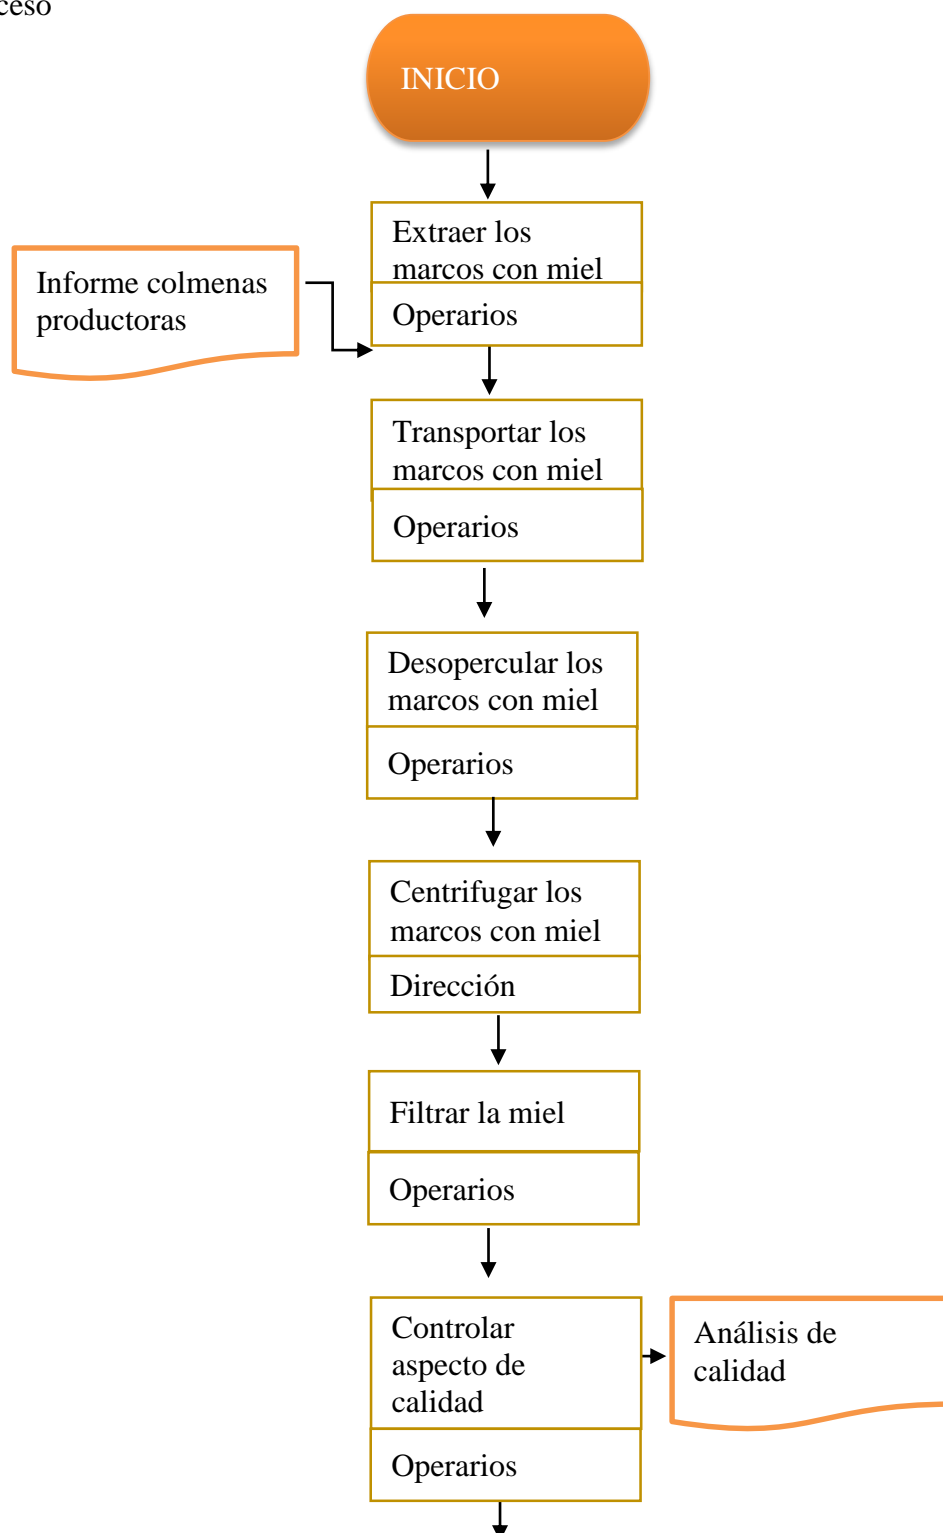 ceso
INICIO
Extraer los
marcos con miel
Operarios
Informe colmenas
productoras
Transportar los
marcos con miel
Operarios
Desopercular los
marcos con miel
Operarios
Centrifugar los
marcos con miel
Dirección
Filtrar la miel
Operarios
Controlar
aspecto de
calidad
Operarios
Análisis de
calidad